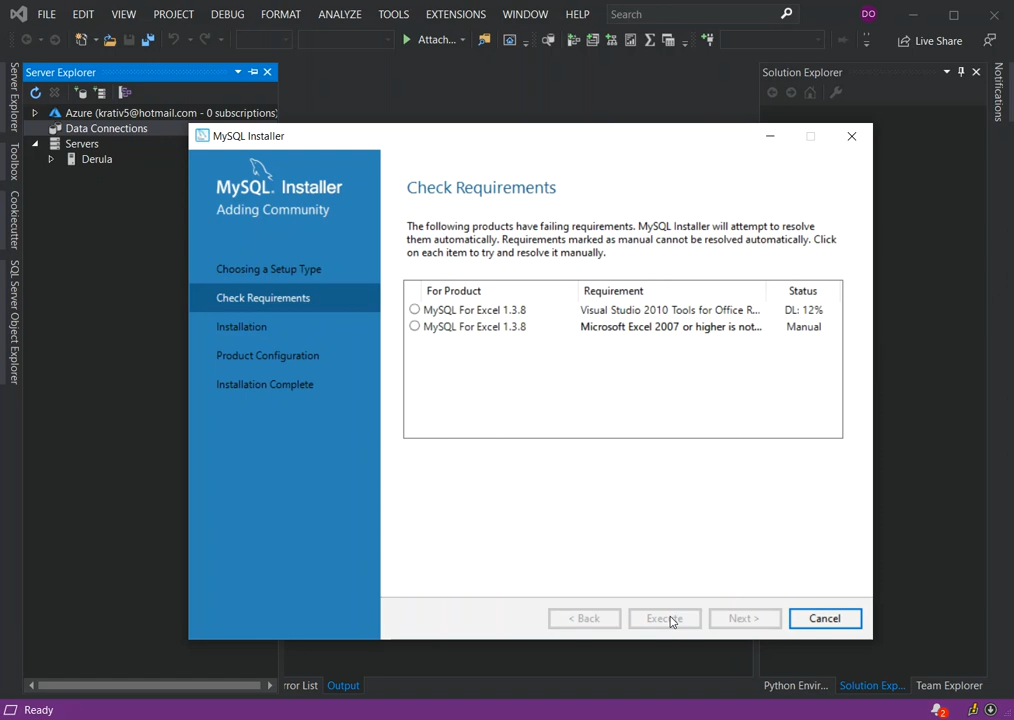 FILE EDIT VIEW PROJECT DEBUG FORMAT ANALYZE TOOLS EXTENSIONS WINDOW HELP Search DO
Attach... Live Share
Server Explorer
Toolbox
Cookiecutter
SQL Server Object Explorer
Server Explorer
Azure (krativ5@hotmail.com - 0 subscriptions)
Data Connections
Servers
Derula
Solution Explorer
Notifications
MySQL Installer
MySQL. Installer
Adding Community
Choosing a Setup Type
Check Requirements
Installation
Product Configuration
Installation Complete
Check Requirements
The following products have failing requirements. MySQL Installer will attempt to resolve
them automatically. Requirements marked as manual cannot be resolved automatically. Click
on each item to try and resolve it manually.
For Product Requirement Status
MySQL For Excel 1.3.8 Visual Studio 2010 Tools for Office R... DL: 12%
MySQL For Excel 1.3.8 Microsoft Excel 2007 or higher is not... Manual
< Back Execute Next > Cancel
rror List Output Python Envir... Solution Exp... Team Explorer
Ready 2